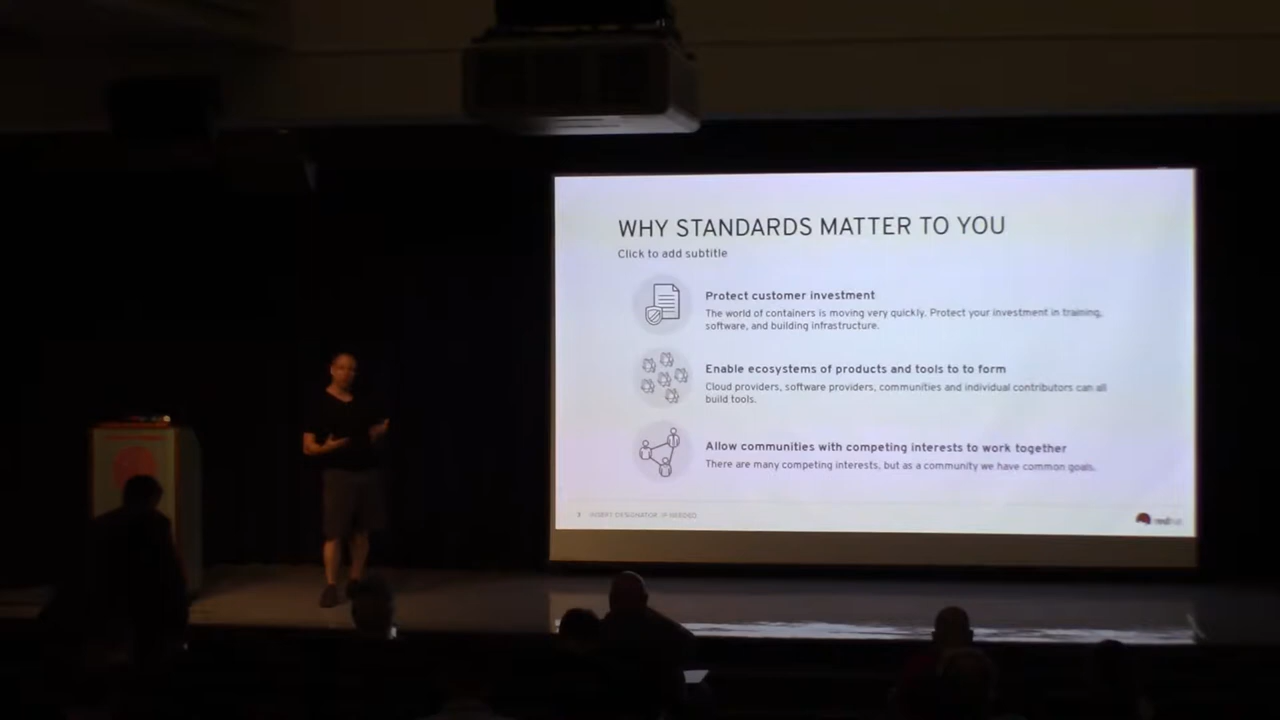 WHY STANDARDS MATTER TO YOU
Click to add subtitle
Protect customer investment
The world of containers is moving very quickly. Protect your investment in training,
software, and building infrastructure.
Enable ecosystems of products and tools to to form
Cloud providers, software providers, communities and individual contributors can all
build tools.
Allow communities with competing interests to work together
There are many competing interests, but as a community we have common goals.
INSERT DESIGNATOR, IF NEEDED
redhat